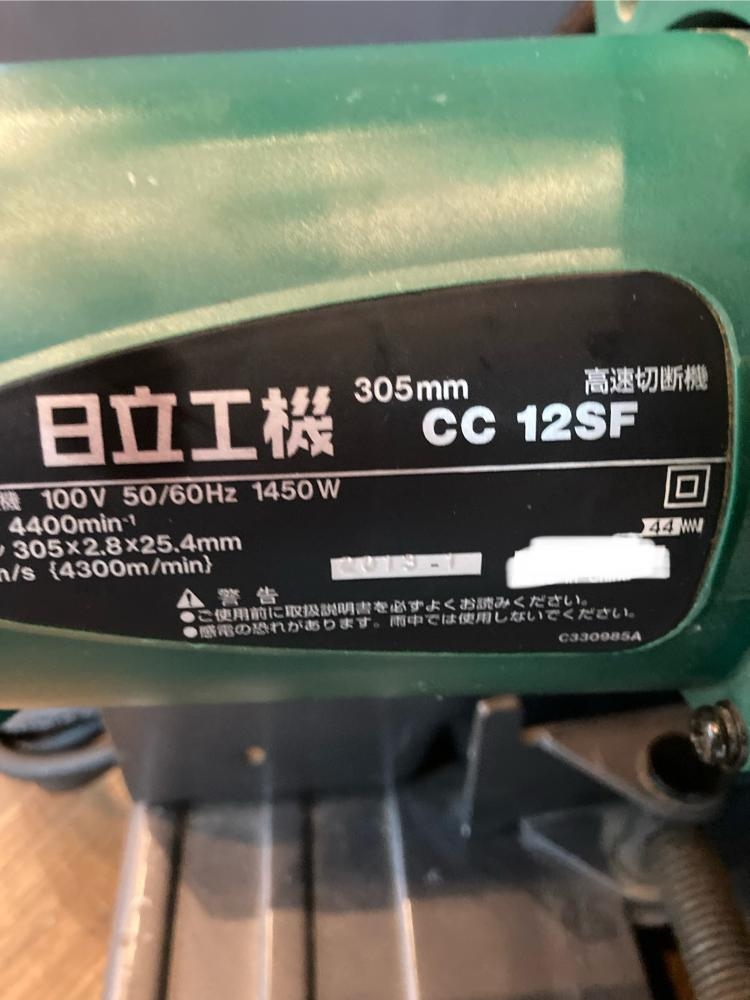 日立工機 305mm 高速切断機
CC 12SF
機 100V 50/60Hz 1450W
4400min⁻¹
305×2.8×25.4mm
m/s {4300m/min}
44
2013-1
警告
●ご使用前に取扱説明書を必ずよくお読みください。
●感電の恐れがあります。雨中では使用しないでください。
C330985A